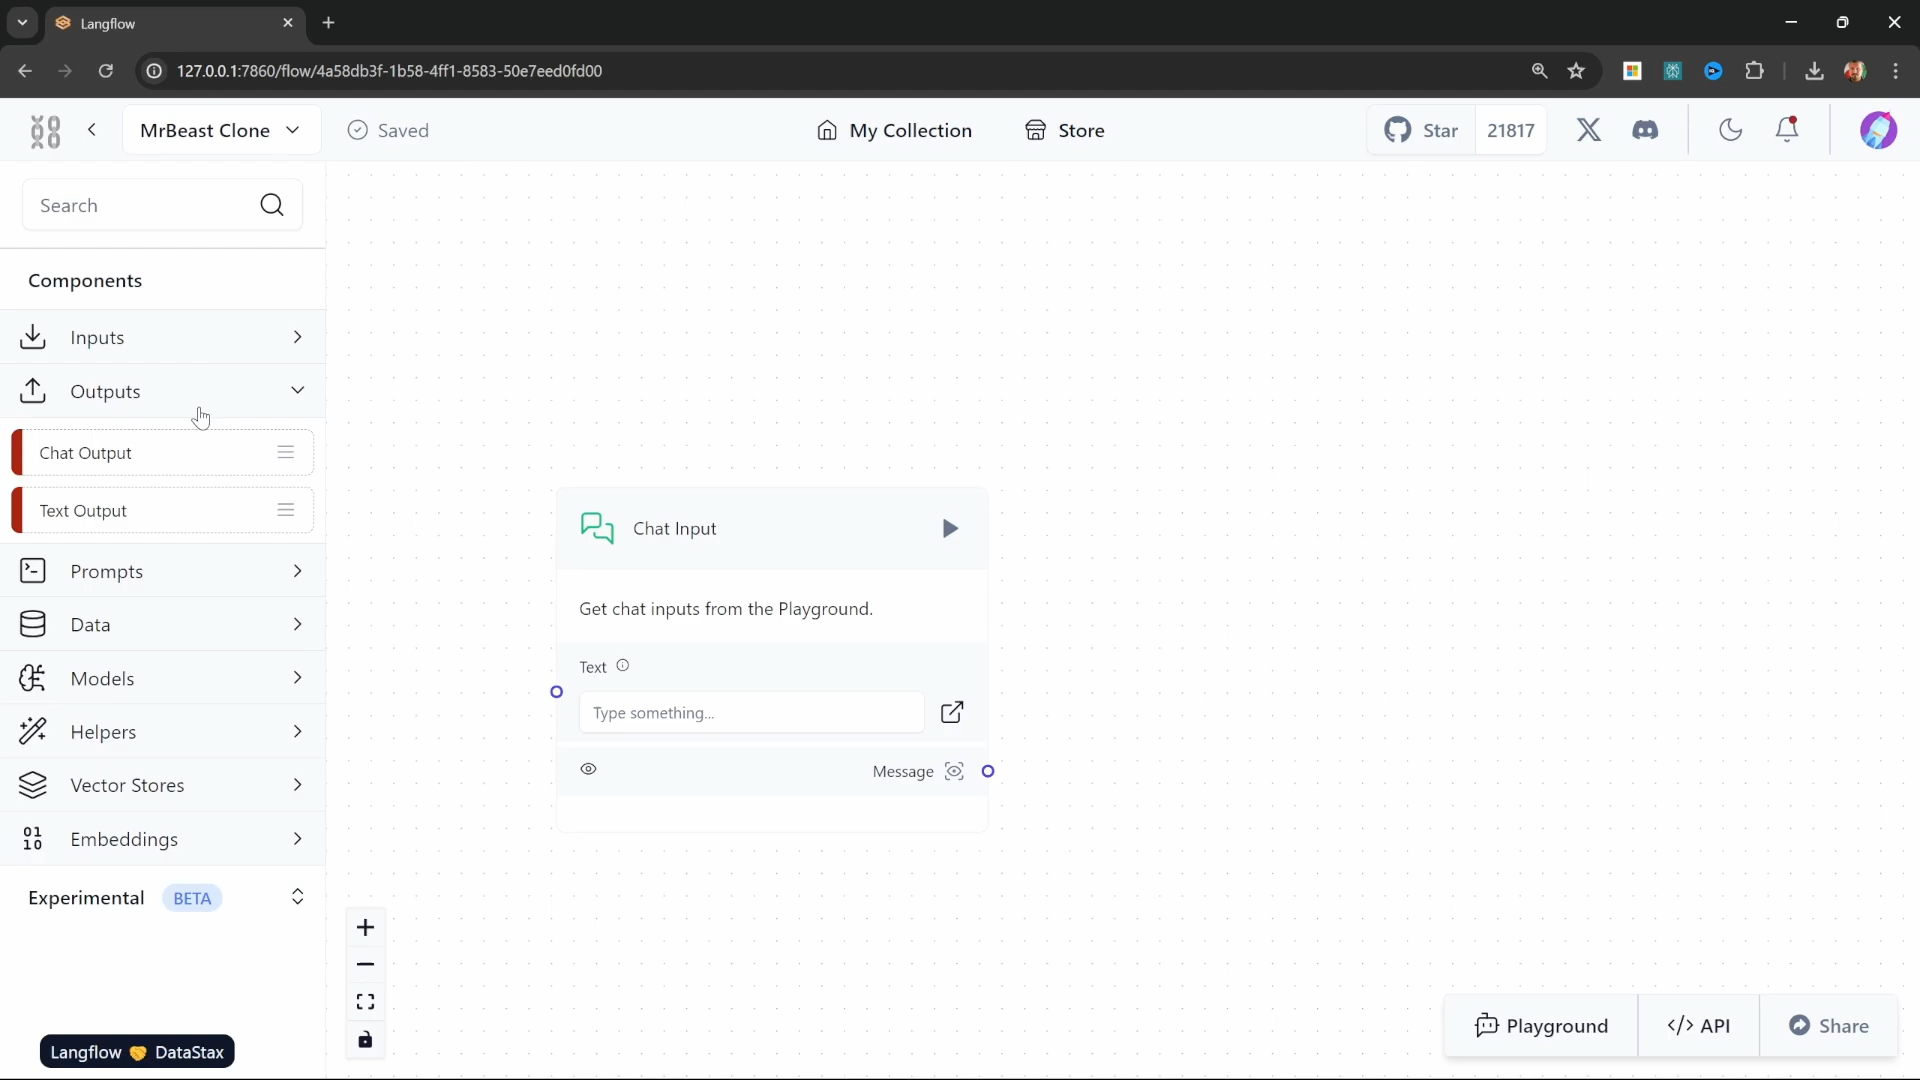 Langflow
127.0.0.1:7860/flow/4a58db3f-1b58-4ff1-8583-50e7eed0fd00
MrBeast Clone
Saved
My Collection
Store
Star
21817
Search
Components
Inputs
Outputs
Chat Output
Text Output
Prompts
Data
Models
Helpers
Vector Stores
Embeddings
Experimental BETA
Langflow 🤝 DataStax
Chat Input
Get chat inputs from the Playground.
Text
Type something...
Message
Playground
</> API
Share